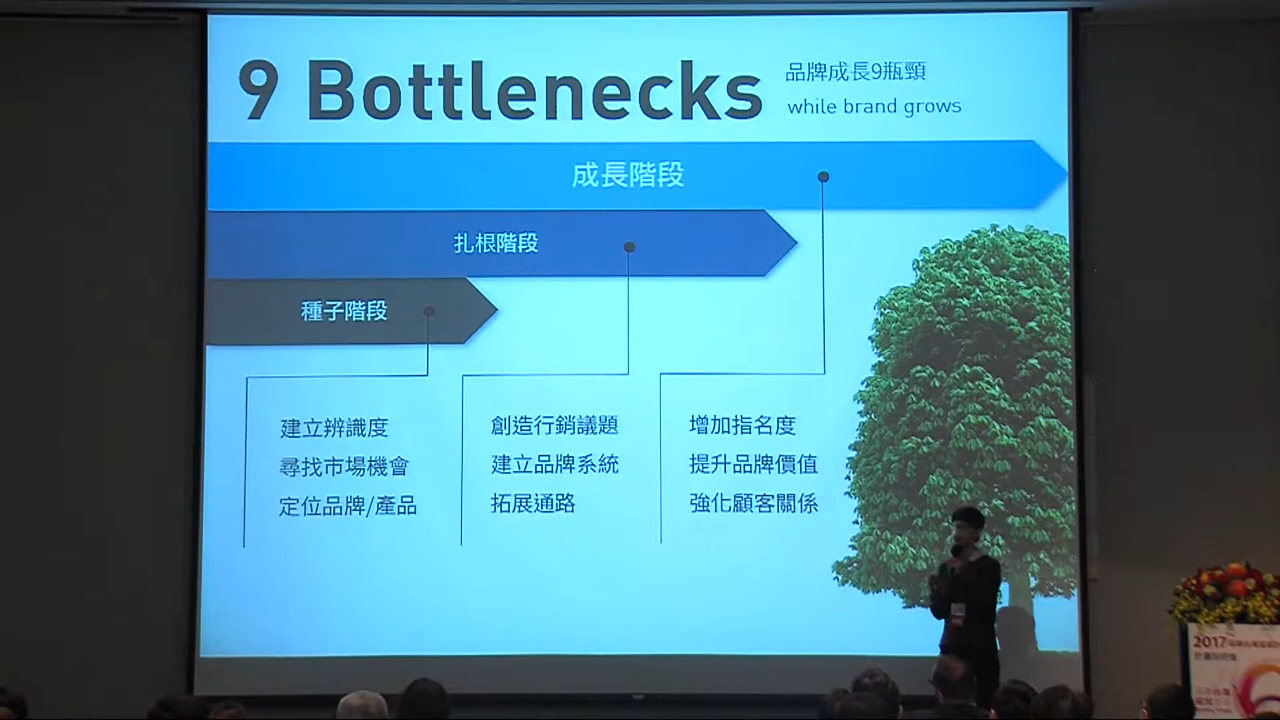 9 Bottlenecks
品牌成長9瓶頸
while brand grows
成長階段
扎根階段
種子階段
建立辨識度
尋找市場機會
定位品牌/產品
創造行銷議題
建立品牌系統
拓展通路
增加指名度
提升品牌價值
強化顧客關係
2017